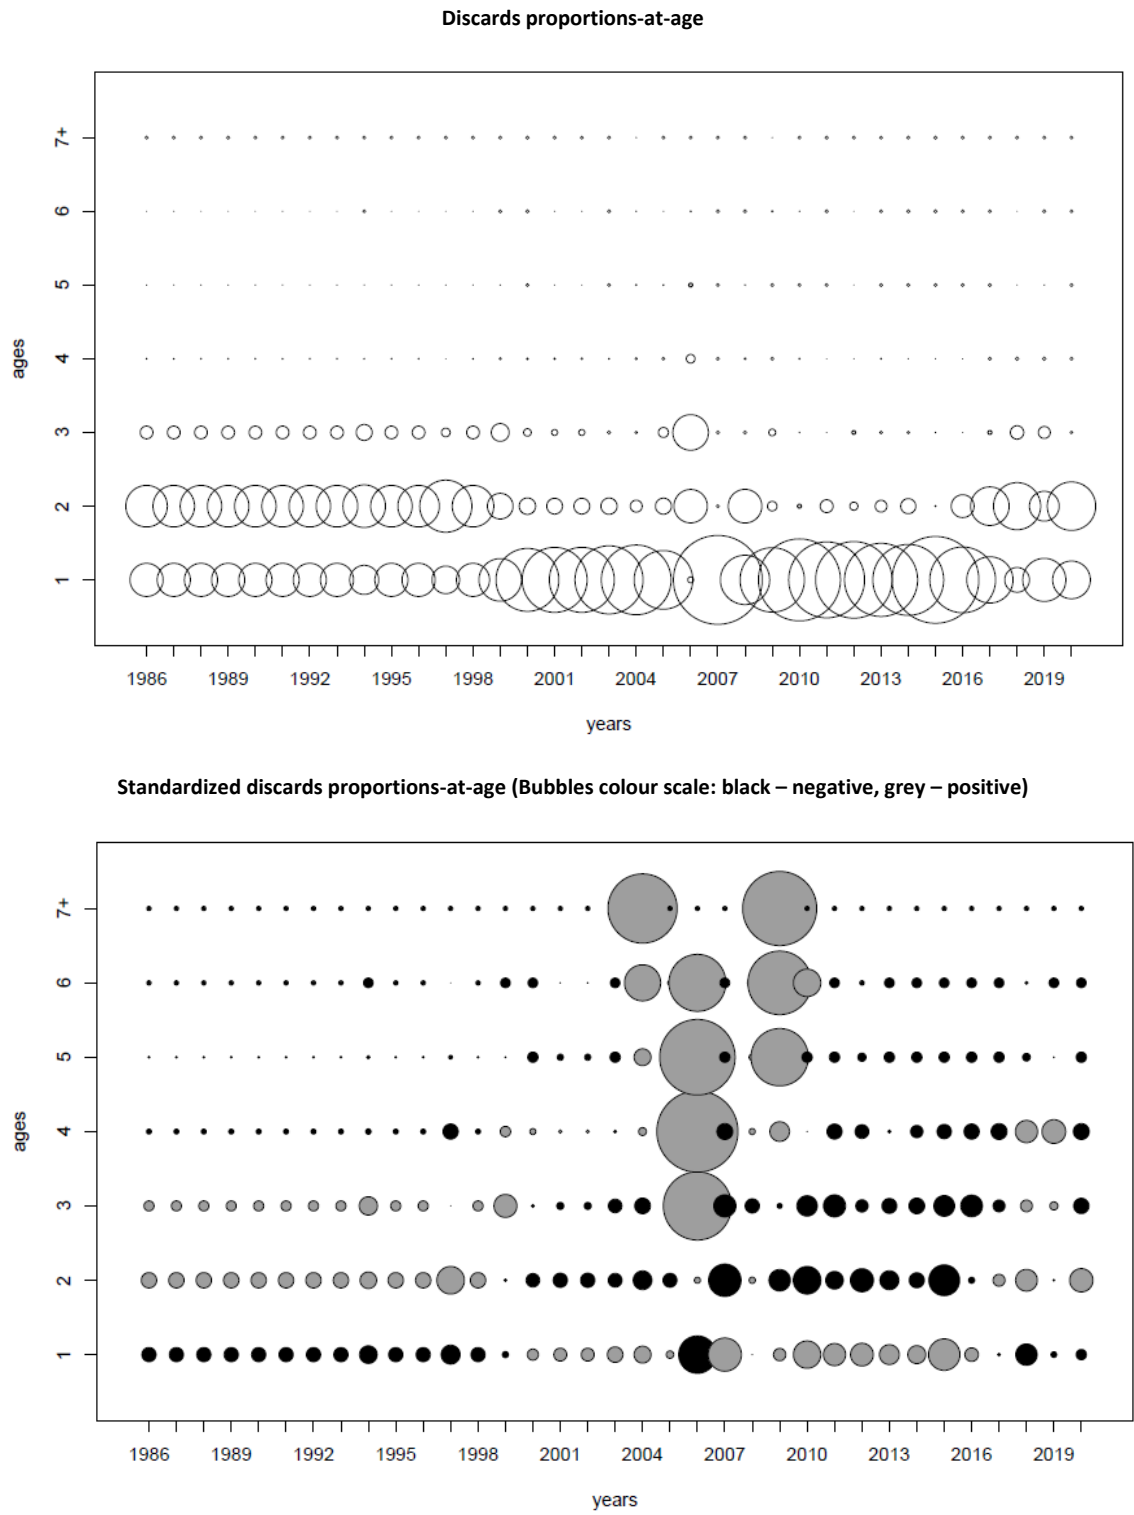 Discards proportions-at-age
7+
6
5
4
3
2
1
ages
1986 1989 1992 1995 1998 2001 2004 2007 2010 2013 2016 2019
years
Standardized discards proportions-at-age (Bubbles colour scale: black – negative, grey – positive)
7+
6
5
4
3
2
1
ages
1986 1989 1992 1995 1998 2001 2004 2007 2010 2013 2016 2019
years